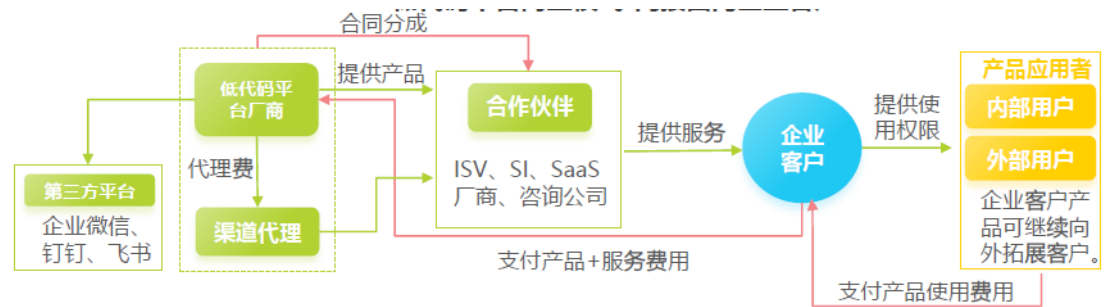 合同分成
低代码平
台厂商
提供产品
合作伙伴
ISV、SI、SaaS
厂商、咨询公司
代理费
渠道代理
第三方平台
企业微信、
钉钉、飞书
提供服务
企业
客户
提供使
用权限
产品应用者
内部用户
外部用户
企业客户产
品可继续向
外拓展客户。
支付产品+服务费用
支付产品使用费用